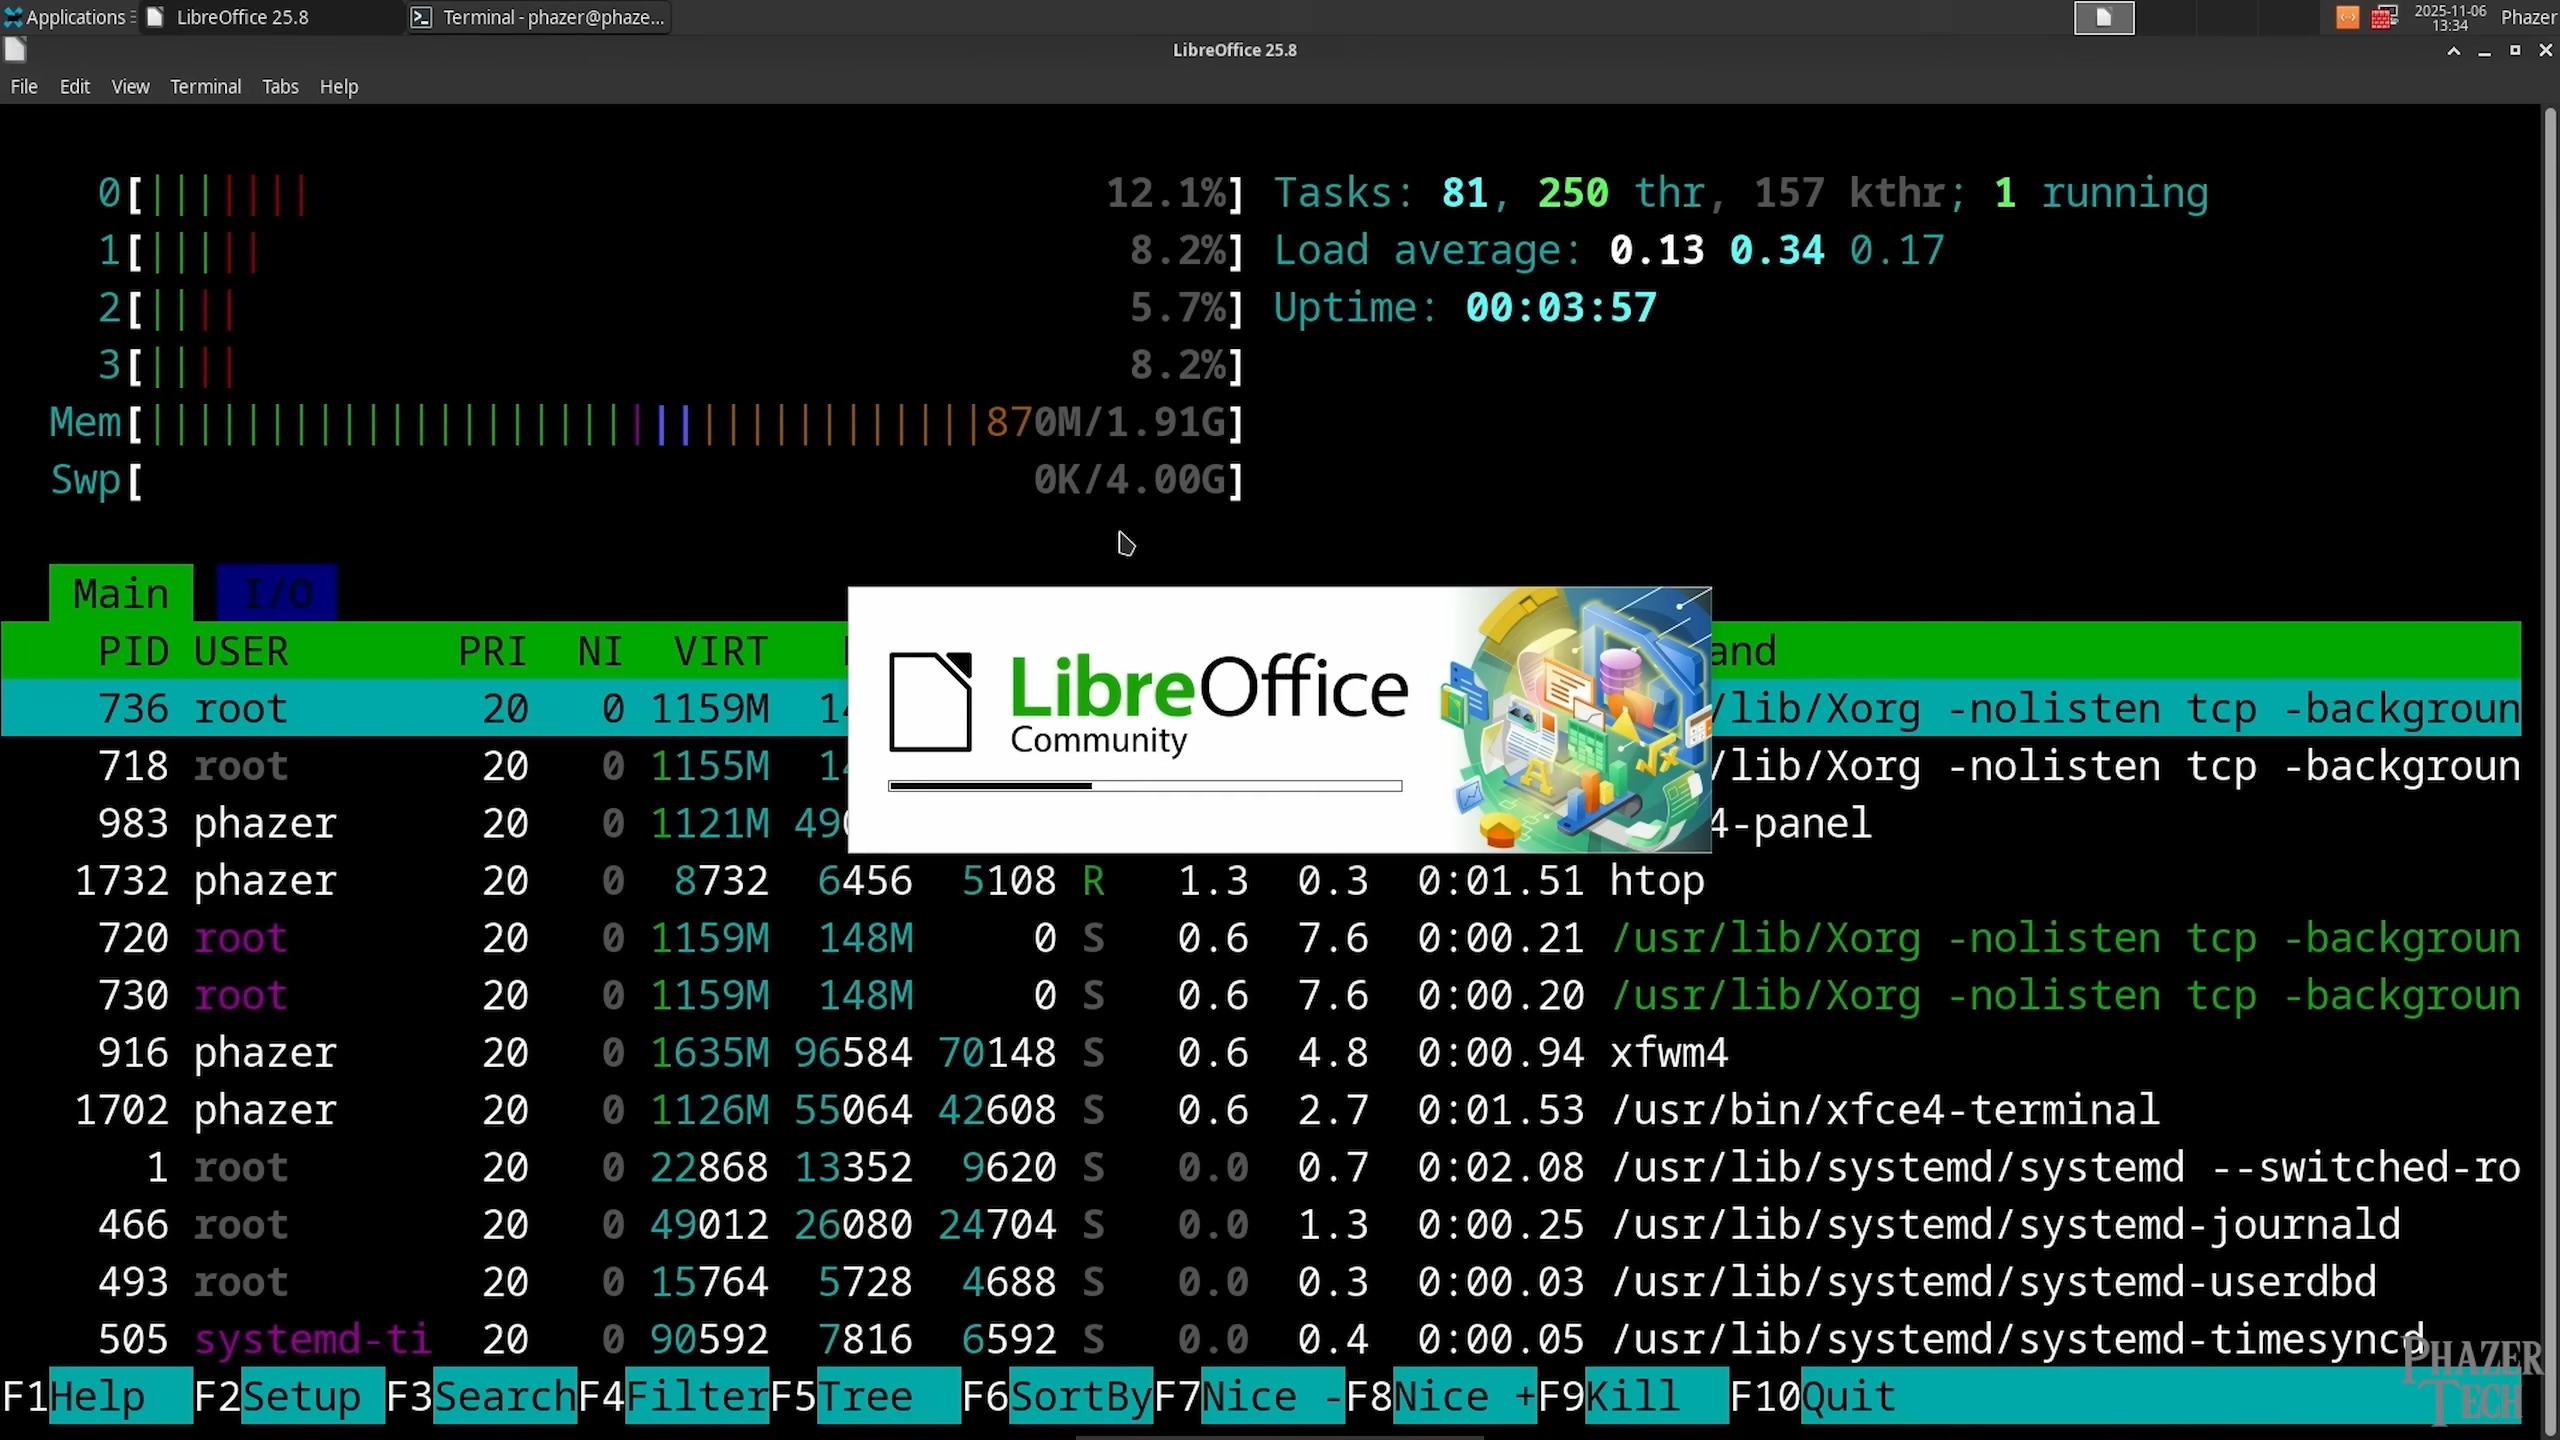 Applications LibreOffice 25.8 Terminal - phazer@phaze... 2025-11-06 13:34 Phazer
LibreOffice 25.8
File Edit View Terminal Tabs Help
0[||||||| 12.1%] Tasks: 81, 250 thr, 157 kthr; 1 running
1[||||| 8.2%] Load average: 0.13 0.34 0.17
2[|||| 5.7%] Uptime: 00:03:57
3[|||| 8.2%]
Mem[||||||||||||||||||||||||||||||||||870M/1.91G]
Swp[ 0K/4.00G]
Main I/O
PID USER PRI NI VIRT and
736 root 20 0 1159M 14 /lib/Xorg -nolisten tcp -backgroun
718 root 20 0 1155M 14 /lib/Xorg -nolisten tcp -backgroun
983 phazer 20 0 1121M 49 4-panel
LibreOffice
Community
1732 phazer 20 0 8732 6456 5108 R 1.3 0.3 0:01.51 htop
720 root 20 0 1159M 148M 0 S 0.6 7.6 0:00.21 /usr/lib/Xorg -nolisten tcp -backgroun
730 root 20 0 1159M 148M 0 S 0.6 7.6 0:00.20 /usr/lib/Xorg -nolisten tcp -backgroun
916 phazer 20 0 1635M 96584 70148 S 0.6 4.8 0:00.94 xfwm4
1702 phazer 20 0 1126M 55064 42608 S 0.6 2.7 0:01.53 /usr/bin/xfce4-terminal
1 root 20 0 22868 13352 9620 S 0.0 0.7 0:02.08 /usr/lib/systemd/systemd --switched-ro
466 root 20 0 49012 26080 24704 S 0.0 1.3 0:00.25 /usr/lib/systemd/systemd-journald
493 root 20 0 15764 5728 4688 S 0.0 0.3 0:00.03 /usr/lib/systemd/systemd-userdbd
505 systemd-ti 20 0 90592 7816 6592 S 0.0 0.4 0:00.05 /usr/lib/systemd/systemd-timesyncd
F1Help F2Setup F3SearchF4FilterF5Tree F6SortByF7Nice -F8Nice +F9Kill F10Quit
PHAZER
TECH